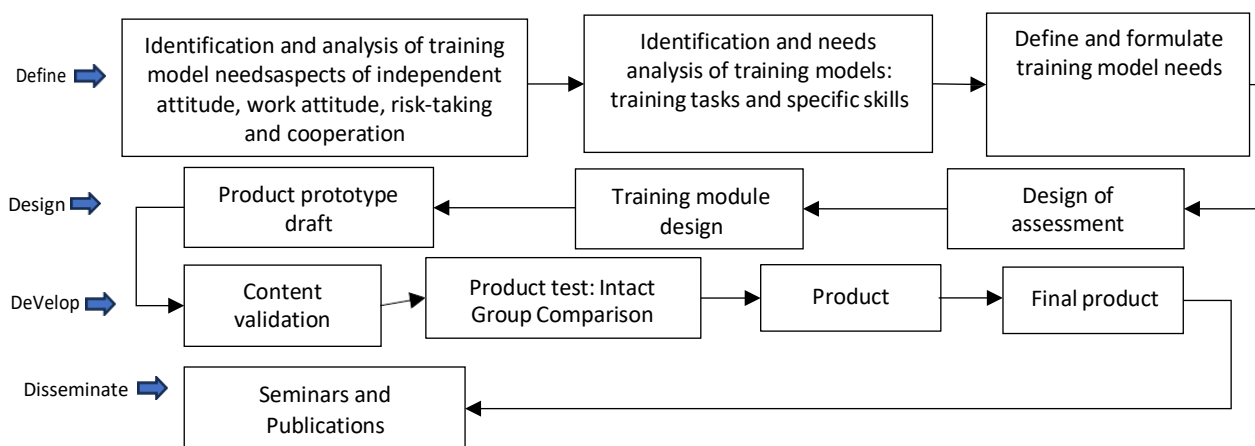 Define
Identification and analysis of training
model needsaspects of independent
attitude, work attitude, risk-taking
and cooperation
Identification and needs
analysis of training models:
training tasks and specific skills
Define and formulate
training model needs
Design
Product prototype
draft
Training module
design
Design of
assessment
DeVelop
Content
validation
Product test: Intact
Group Comparison
Product
Final product
Disseminate
Seminars and
Publications